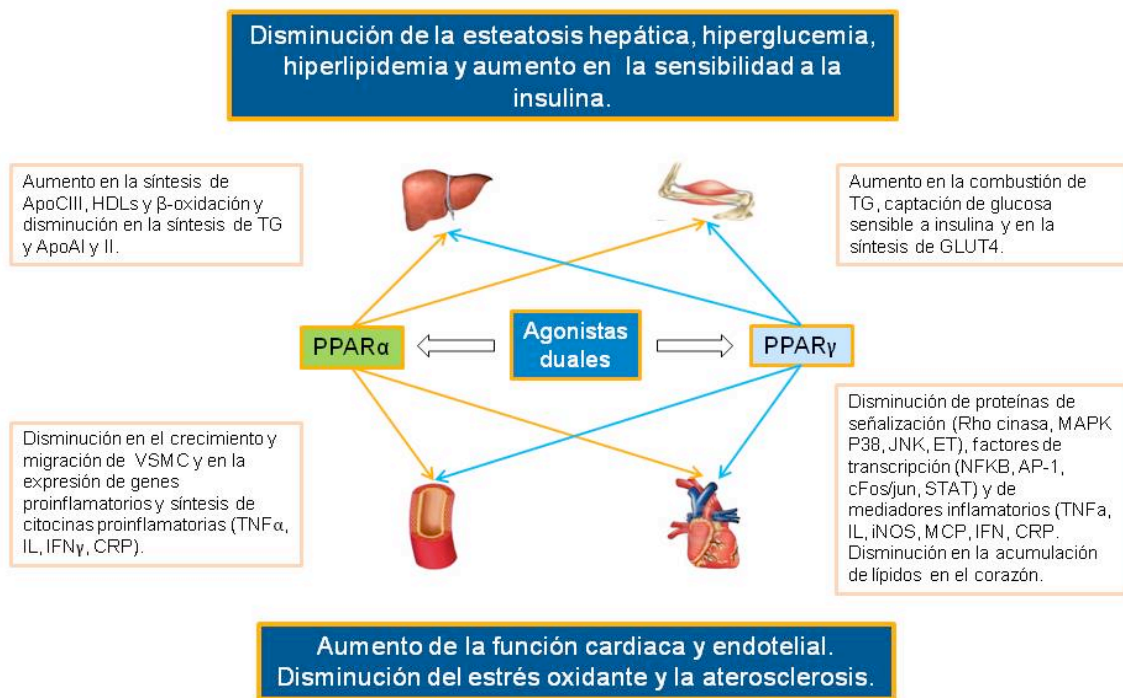 Disminución de la esteatosis hepática, hiperglucemia,
hiperlipidemia y aumento en la sensibilidad a la
insulina.
Aumento en la síntesis de
ApoCIII, HDLs y β-oxidación y
disminución en la síntesis de TG
y ApoAI y II.
Aumento en la combustión de
TG, captación de glucosa
sensible a insulina y en la
síntesis de GLUT4.
PPARα
Agonistas
duales
PPARγ
Disminución en el crecimiento y
migración de VSMC y en la
expresión de genes
proinflamatorios y síntesis de
citocinas proinflamatorias (TNFα,
IL, IFNγ, CRP).
Disminución de proteínas de
señalización (Rho cinasa, MAPK
P38, JNK, ET), factores de
transcripción (NFKB, AP-1,
cFos/jun, STAT) y de
mediadores inflamatorios (TNFa,
IL, iNOS, MCP, IFN, CRP.
Disminución en la acumulación
de lípidos en el corazón.
Aumento de la función cardiaca y endotelial.
Disminución del estrés oxidante y la aterosclerosis.